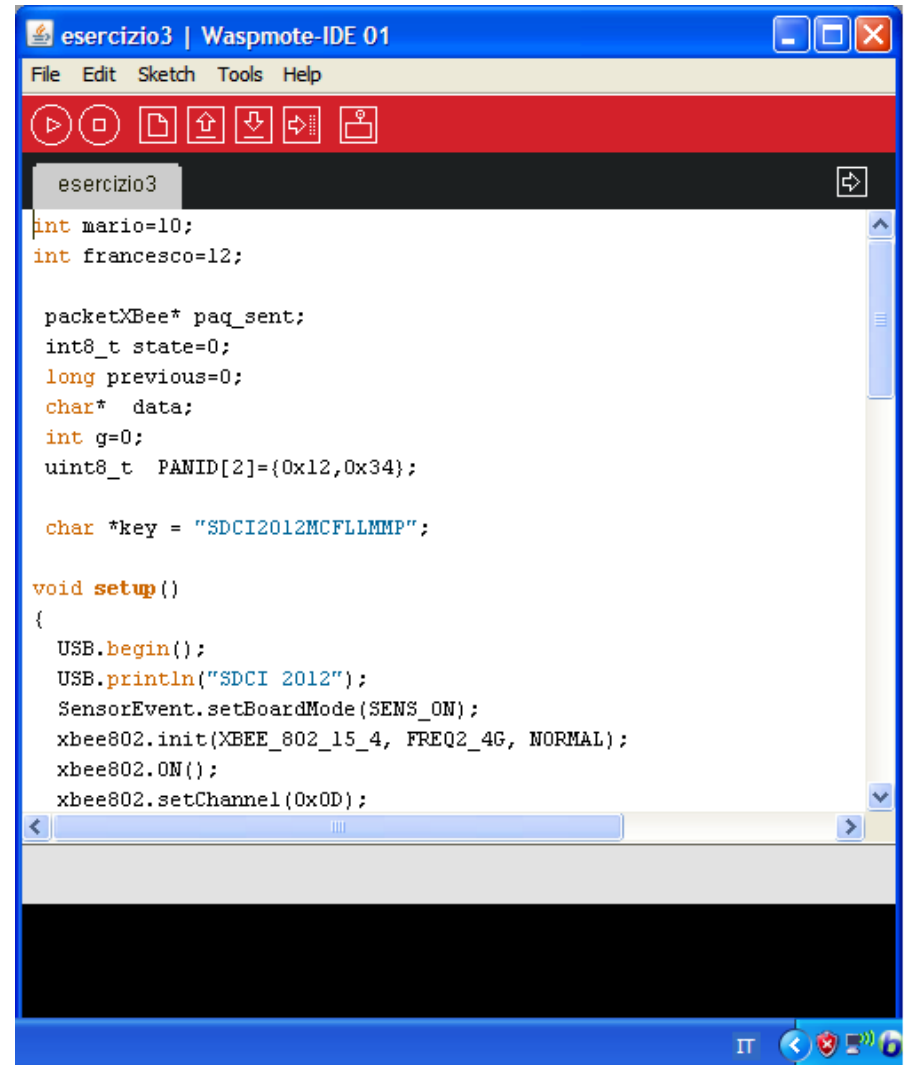 esercizio3 | Waspmote-IDE 01
File Edit Sketch Tools Help
esercizio3
int mario=10;
int francesco=12;
packetXBee* paq_sent;
int8_t state=0;
long previous=0;
char*  data;
int g=0;
uint8_t  PANID[2]={0x12,0x34};
char *key = "SDCI2012MCFLLMMP";
void setup()
{
USB.begin();
USB.println("SDCI 2012");
SensorEvent.setBoardMode(SENS_ON);
xbee802.init(XBEE_802_15_4, FREQ2_4G, NORMAL);
xbee802.ON();
xbee802.setChannel(0x0D);
IT